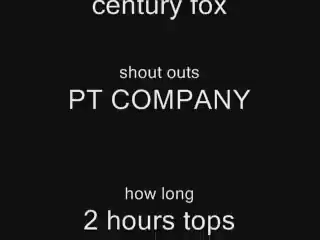 century fox
shout outs
PT COMPANY
how long
2 hours tops